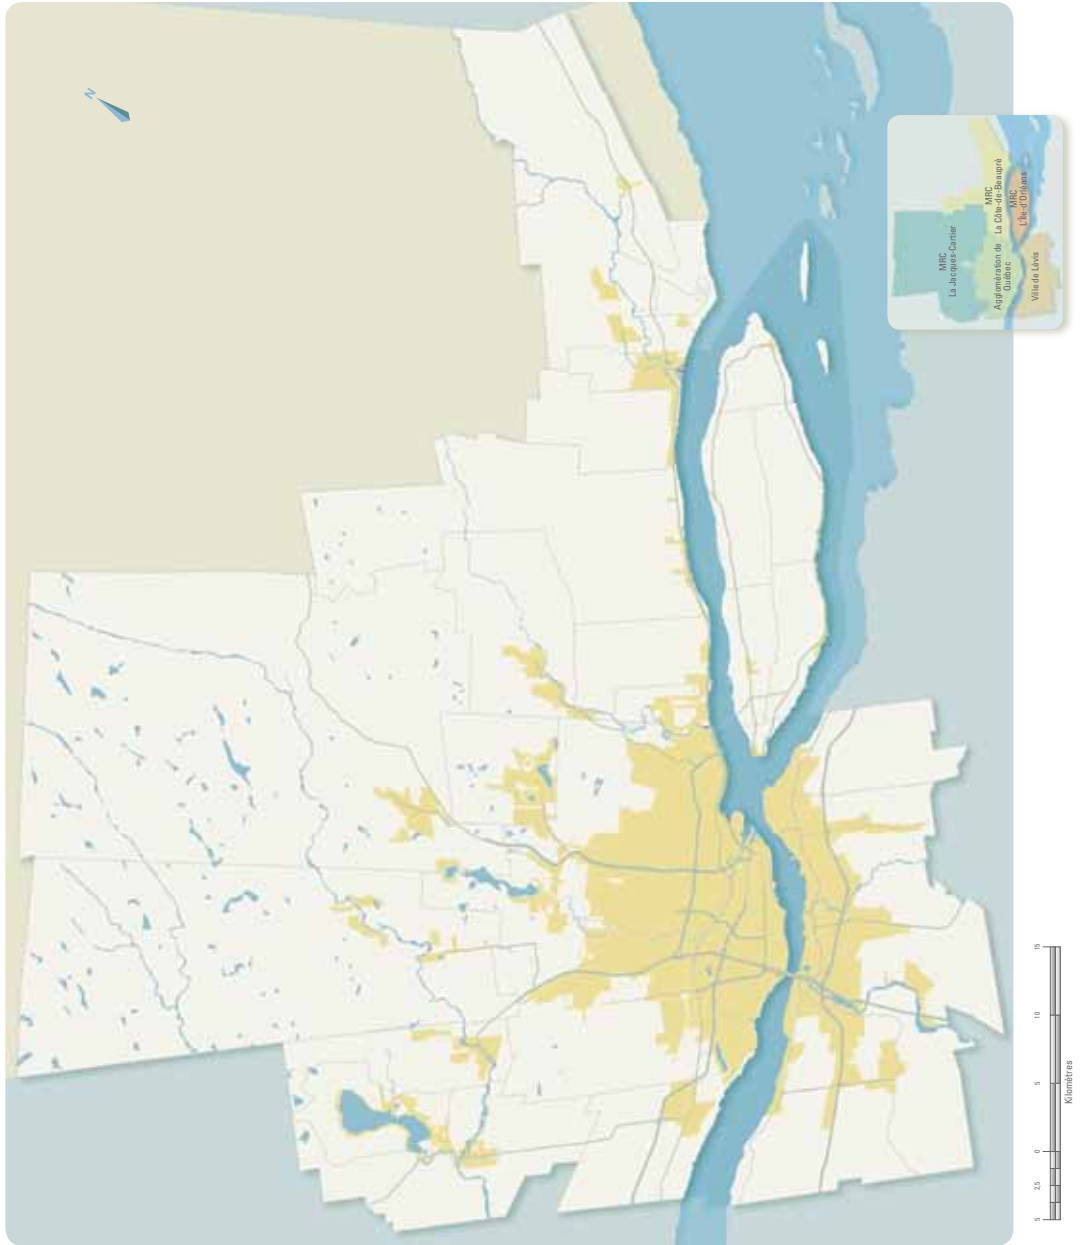 N
MRC
La Jacques-Cartier
MRC
La Côte-de-Beaupré
MRC
L'Île-d'Orléans
Agglomération de
Québec
Ville de Lévis
5 2,5 0 5 10 15
Kilomètres